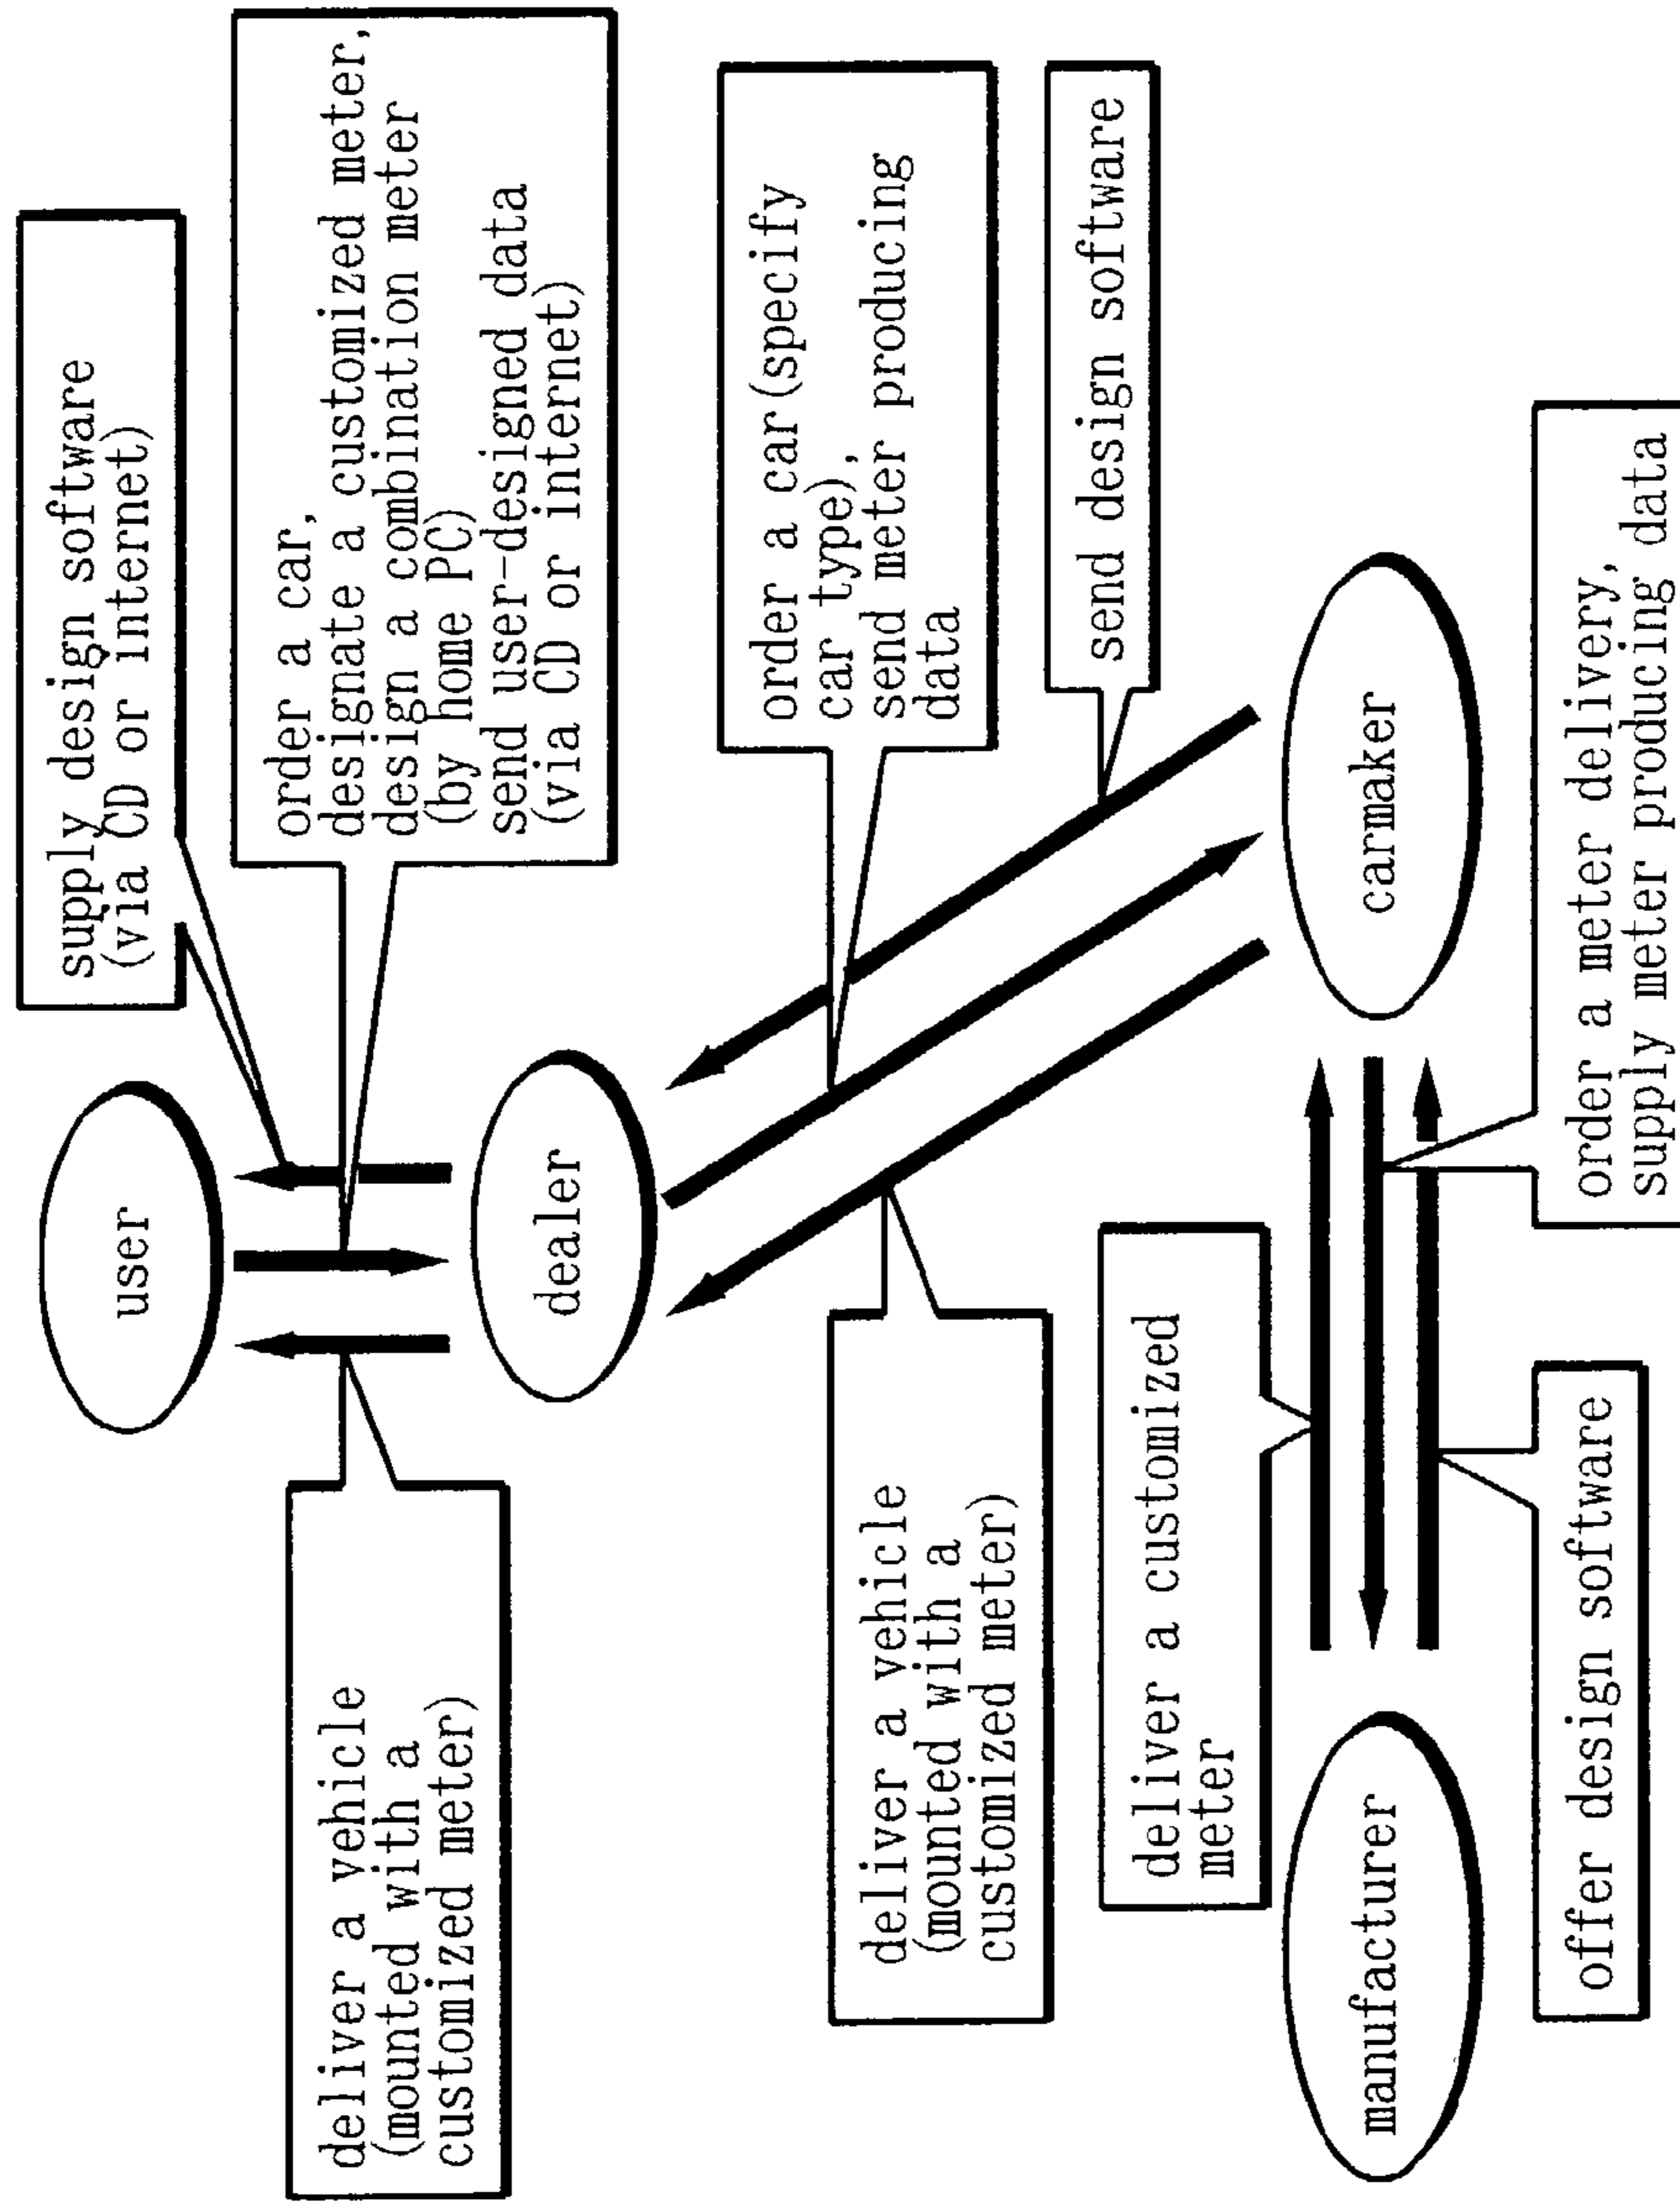 supply design software
(via CD or internet)
user
order a car,
designate a customized meter,
design a combination meter
(by home PC)
send user-designed data
(via CD or internet)
deliver a vehicle
(mounted with a
customized meter)
dealer
order a car(specify
car type),
send meter producing
data
send design software
deliver a vehicle
(mounted with a
customized meter)
deliver a customized
meter
carmaker
manufacturer
order a meter delivery,
supply meter producing data
offer design software